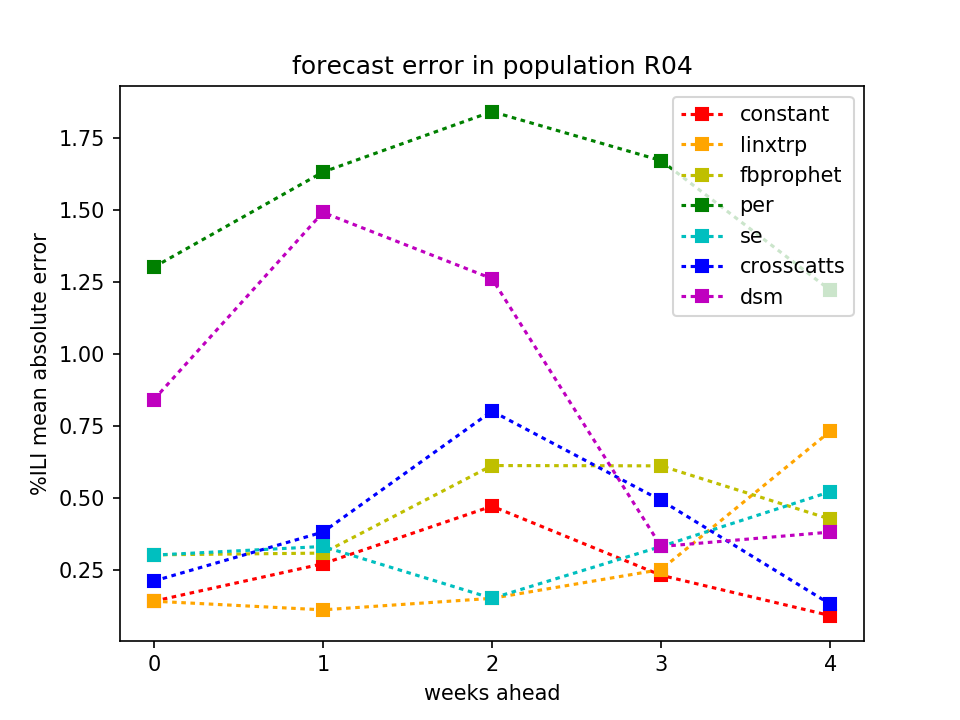 forecast error in population R04
%ILI mean absolute error
1.75
1.50
1.25
1.00
0.75
0.50
0.25
constant
linxtrp
fbprophet
per
se
crosscatts
dsm
0 1 2 3 4
weeks ahead